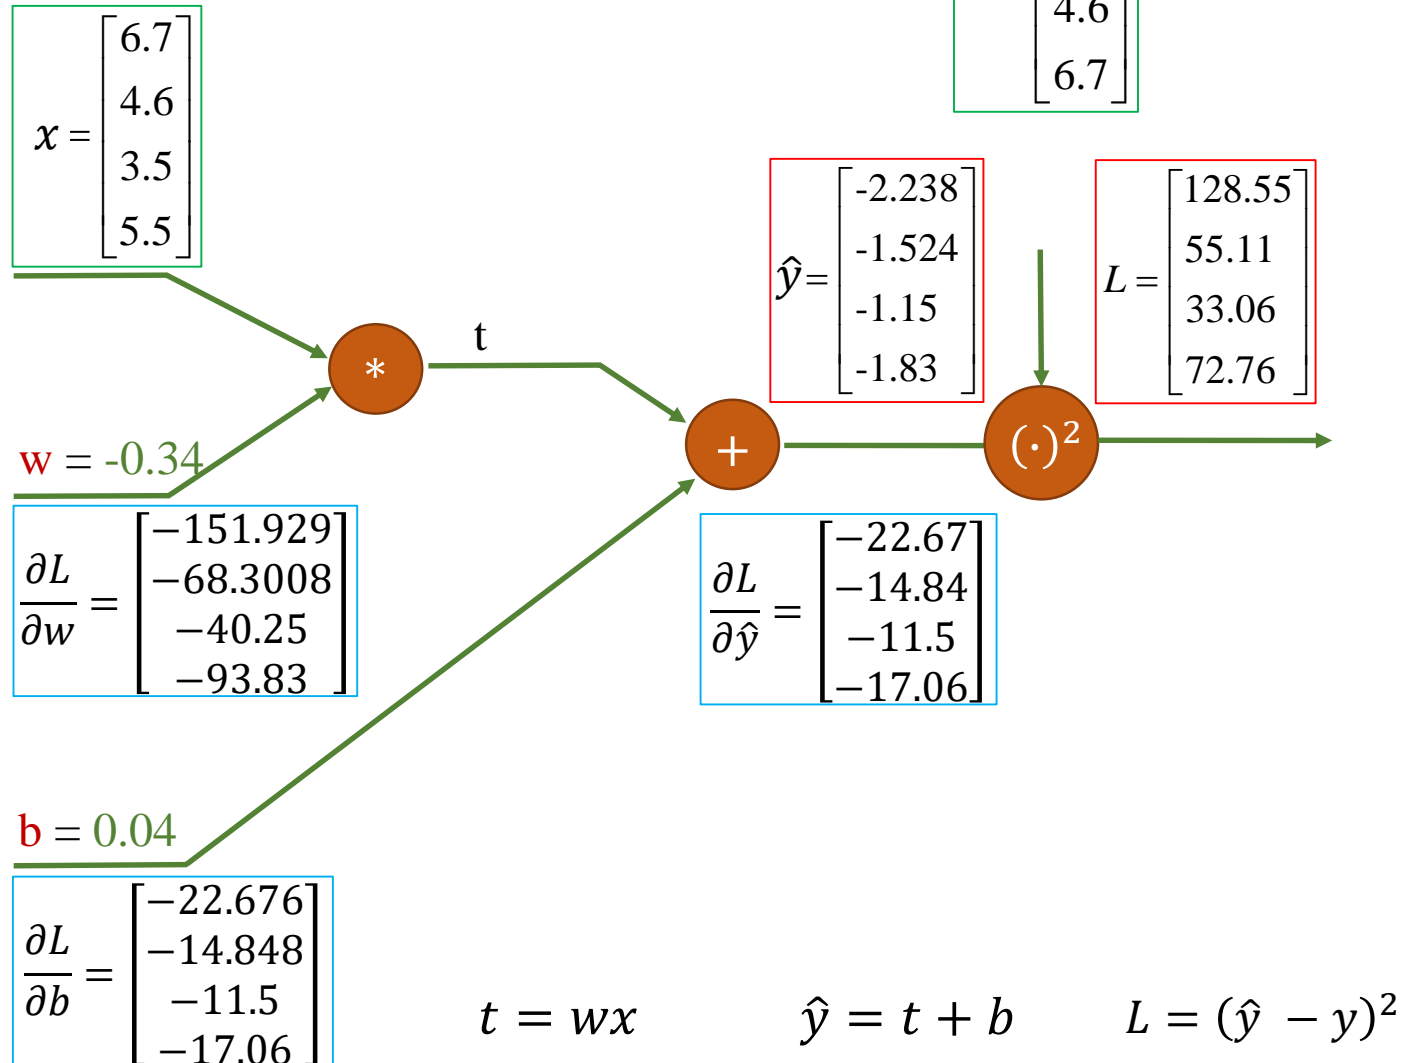 4.6
6.7
x = [6.7
4.6
3.5
5.5]
ŷ = [-2.238
-1.524
-1.15
-1.83]
L = [128.55
55.11
33.06
72.76]
t
*
w = -0.34
+
(·)²
∂L/∂w = [−151.929
−68.3008
−40.25
−93.83]
∂L/∂ŷ = [−22.67
−14.84
−11.5
−17.06]
b = 0.04
∂L/∂b = [−22.676
−14.848
−11.5
−17.06]
t = wx
ŷ = t + b
L = (ŷ − y)²